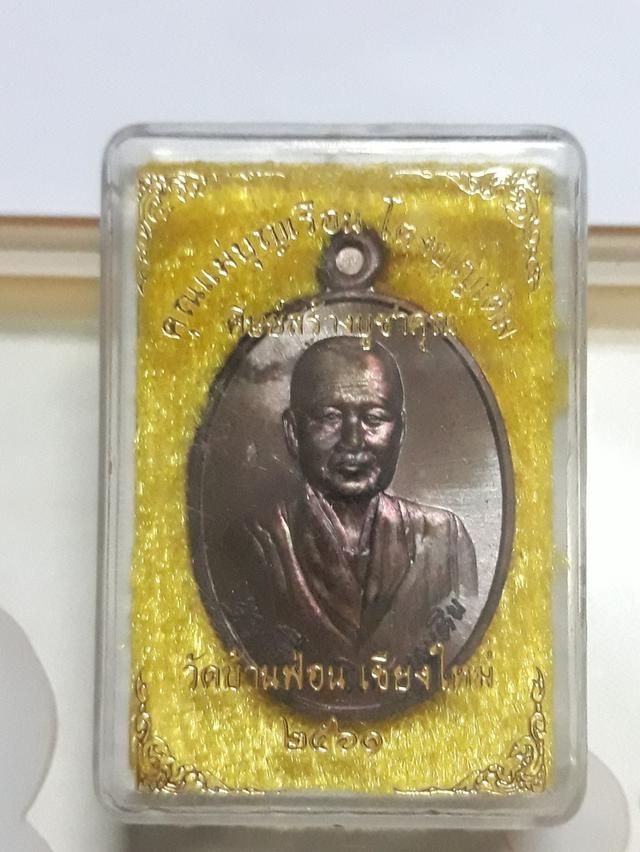 คุณแม่บุญเรือน โตงบุญเติม
ศิษย์สร้างบูชาคุณ
วัดบ้านฟ่อน เชียงใหม่
๒๕๖๑